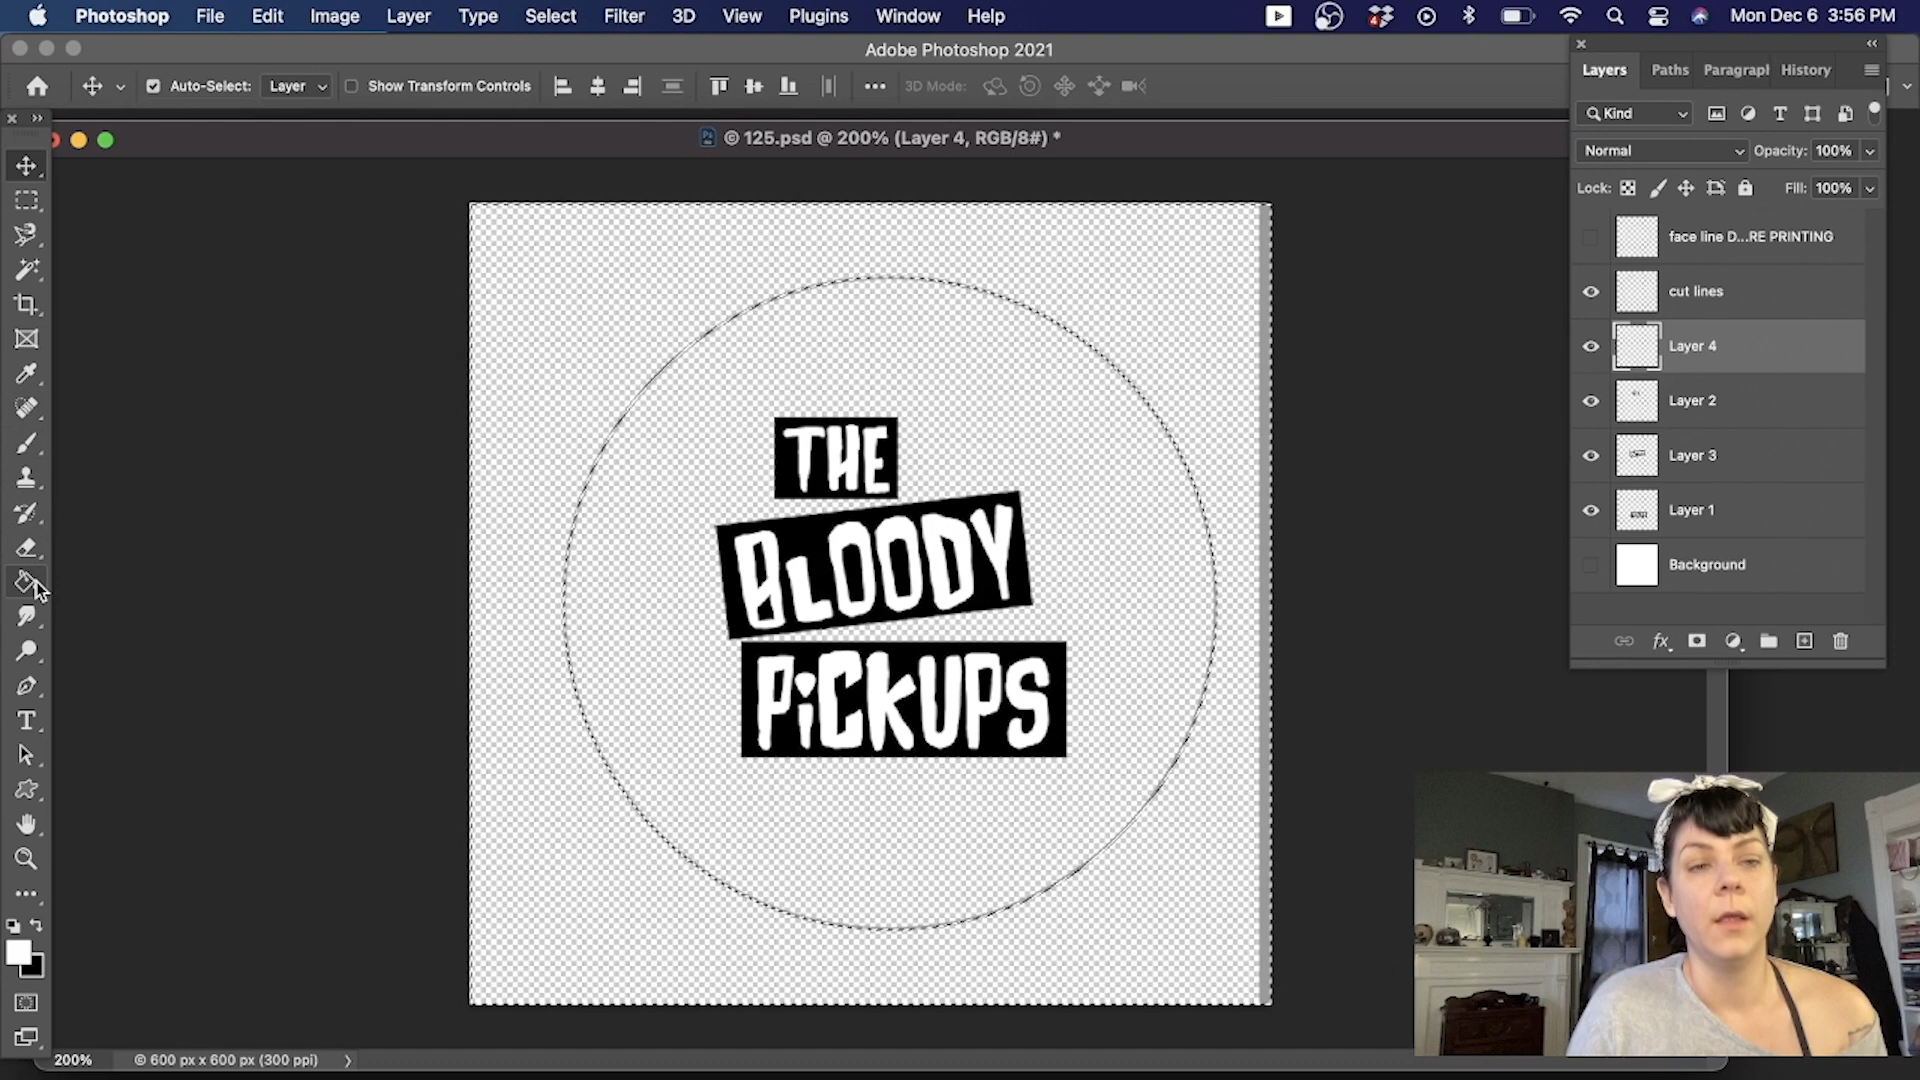 Photoshop File Edit Image Layer Type Select Filter 3D View Plugins Window Help Mon Dec 6 3:56 PM
Adobe Photoshop 2021
Auto-Select: Layer Show Transform Controls 3D Mode:
© 125.psd @ 200% (Layer 4, RGB/8#) *
Layers Paths Paragraph History
Kind
Normal Opacity: 100%
Lock: Fill: 100%
face line D...RE PRINTING
cut lines
Layer 4
Layer 2
Layer 3
Layer 1
Background
fx
THE
BLOODY
PiCKUPS
200% © 600 px x 600 px (300 ppi)